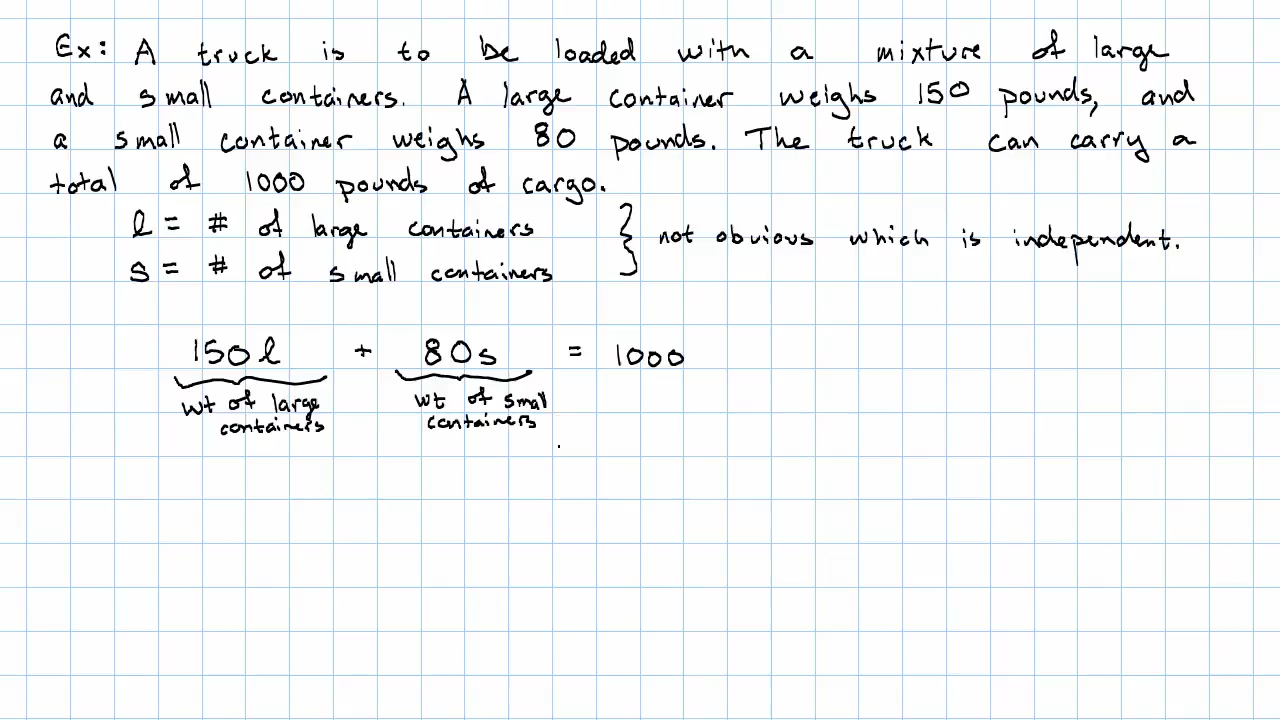 Ex: A truck is to be loaded with a mixture of large
and small containers. A large container weighs 150 pounds, and
a small container weighs 80 pounds. The truck can carry a
total of 1000 pounds of cargo.
l = # of large containers
s = # of small containers
} not obvious which is independent.
150l + 80s = 1000
wt of large containers
wt of small containers